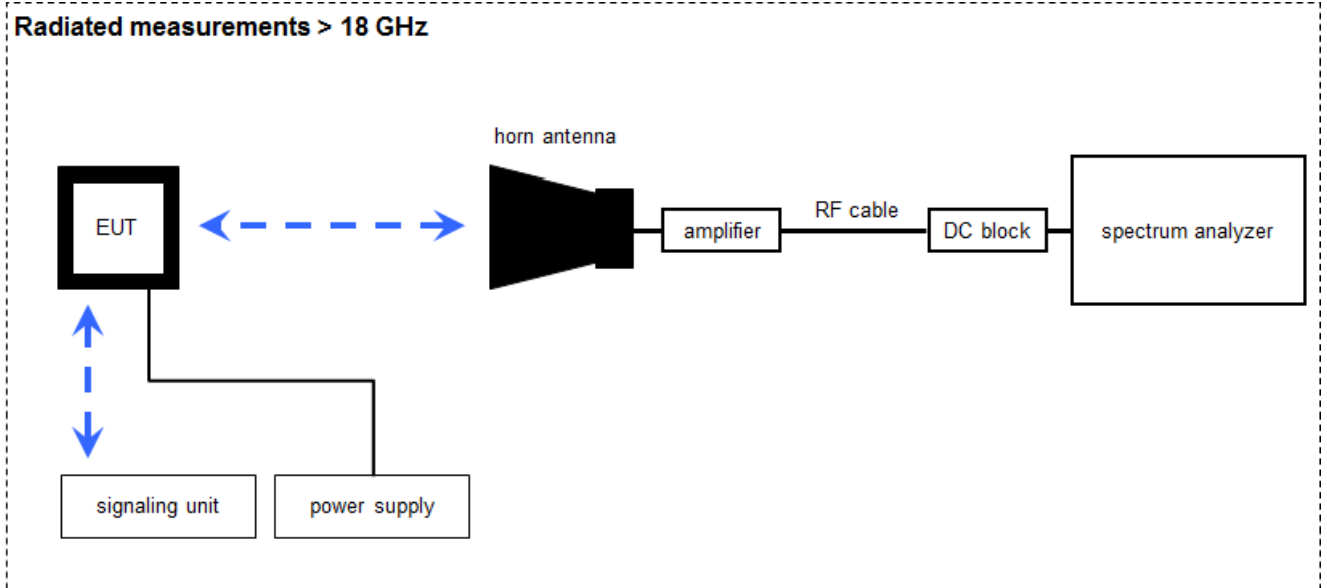 Radiated measurements > 18 GHz
horn antenna
EUT
amplifier
RF cable
DC block
spectrum analyzer
signaling unit
power supply